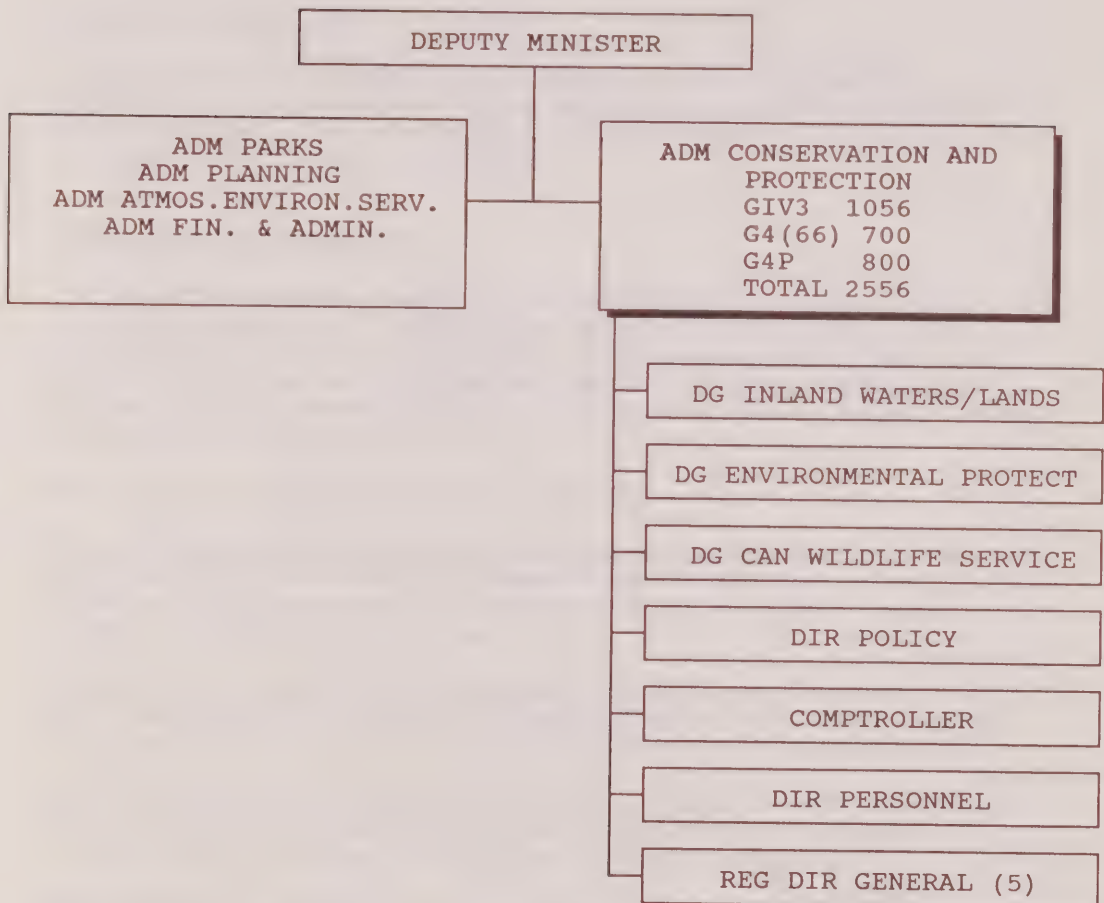 DEPUTY MINISTER
ADM PARKS
ADM PLANNING
ADM ATMOS.ENVIRON.SERV.
ADM FIN. & ADMIN.
ADM CONSERVATION AND
PROTECTION
GIV3 1056
G4(66) 700
G4P 800
TOTAL 2556
DG INLAND WATERS/LANDS
DG ENVIRONMENTAL PROTECT
DG CAN WILDLIFE SERVICE
DIR POLICY
COMPTROLLER
DIR PERSONNEL
REG DIR GENERAL (5)